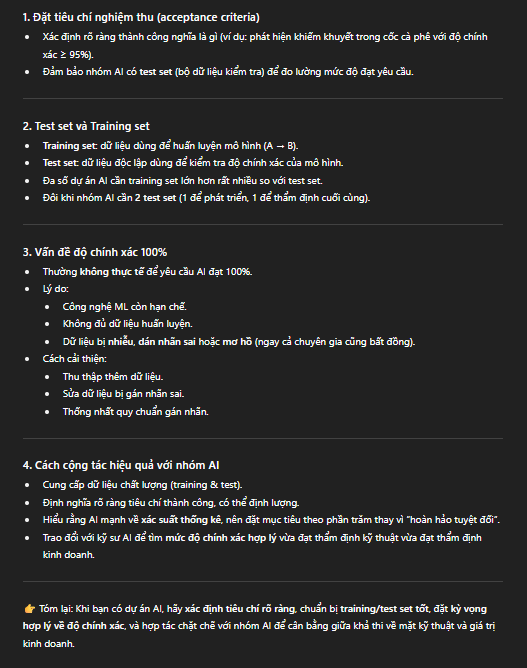 1. Đặt tiêu chí nghiệm thu (acceptance criteria)
• Xác định rõ ràng thành công nghĩa là gì (ví dụ: phát hiện khiếm khuyết trong cốc cà phê với độ chính
xác ≥ 95%).
• Đảm bảo nhóm AI có test set (bộ dữ liệu kiểm tra) để đo lường mức độ đạt yêu cầu.
2. Test set và Training set
• Training set: dữ liệu dùng để huấn luyện mô hình (A → B).
• Test set: dữ liệu độc lập dùng để kiểm tra độ chính xác của mô hình.
• Đa số dự án AI cần training set lớn hơn rất nhiều so với test set.
• Đôi khi nhóm AI cần 2 test set (1 để phát triển, 1 để thẩm định cuối cùng).
3. Vấn đề độ chính xác 100%
• Thường không thực tế để yêu cầu AI đạt 100%.
• Lý do:
• Công nghệ ML còn hạn chế.
• Không đủ dữ liệu huấn luyện.
• Dữ liệu bị nhiễu, dán nhãn sai hoặc mơ hồ (ngay cả chuyên gia cũng bất đồng).
• Cách cải thiện:
• Thu thập thêm dữ liệu.
• Sửa dữ liệu bị gán nhãn sai.
• Thống nhất quy chuẩn gán nhãn.
4. Cách cộng tác hiệu quả với nhóm AI
• Cung cấp dữ liệu chất lượng (training & test).
• Định nghĩa rõ ràng tiêu chí thành công, có thể định lượng.
• Hiểu rằng AI mạnh về xác suất thống kê, nên đặt mục tiêu theo phần trăm thay vì "hoàn hảo tuyệt đối".
• Trao đổi với kỹ sư AI để tìm mức độ chính xác hợp lý vừa đạt thẩm định kỹ thuật vừa đạt thẩm định
kinh doanh.
👉 Tóm lại: Khi bạn có dự án AI, hãy xác định tiêu chí rõ ràng, chuẩn bị training/test set tốt, đặt kỳ vọng
hợp lý về độ chính xác, và hợp tác chặt chẽ với nhóm AI để cân bằng giữa khả thi về mặt kỹ thuật và giá trị
kinh doanh.